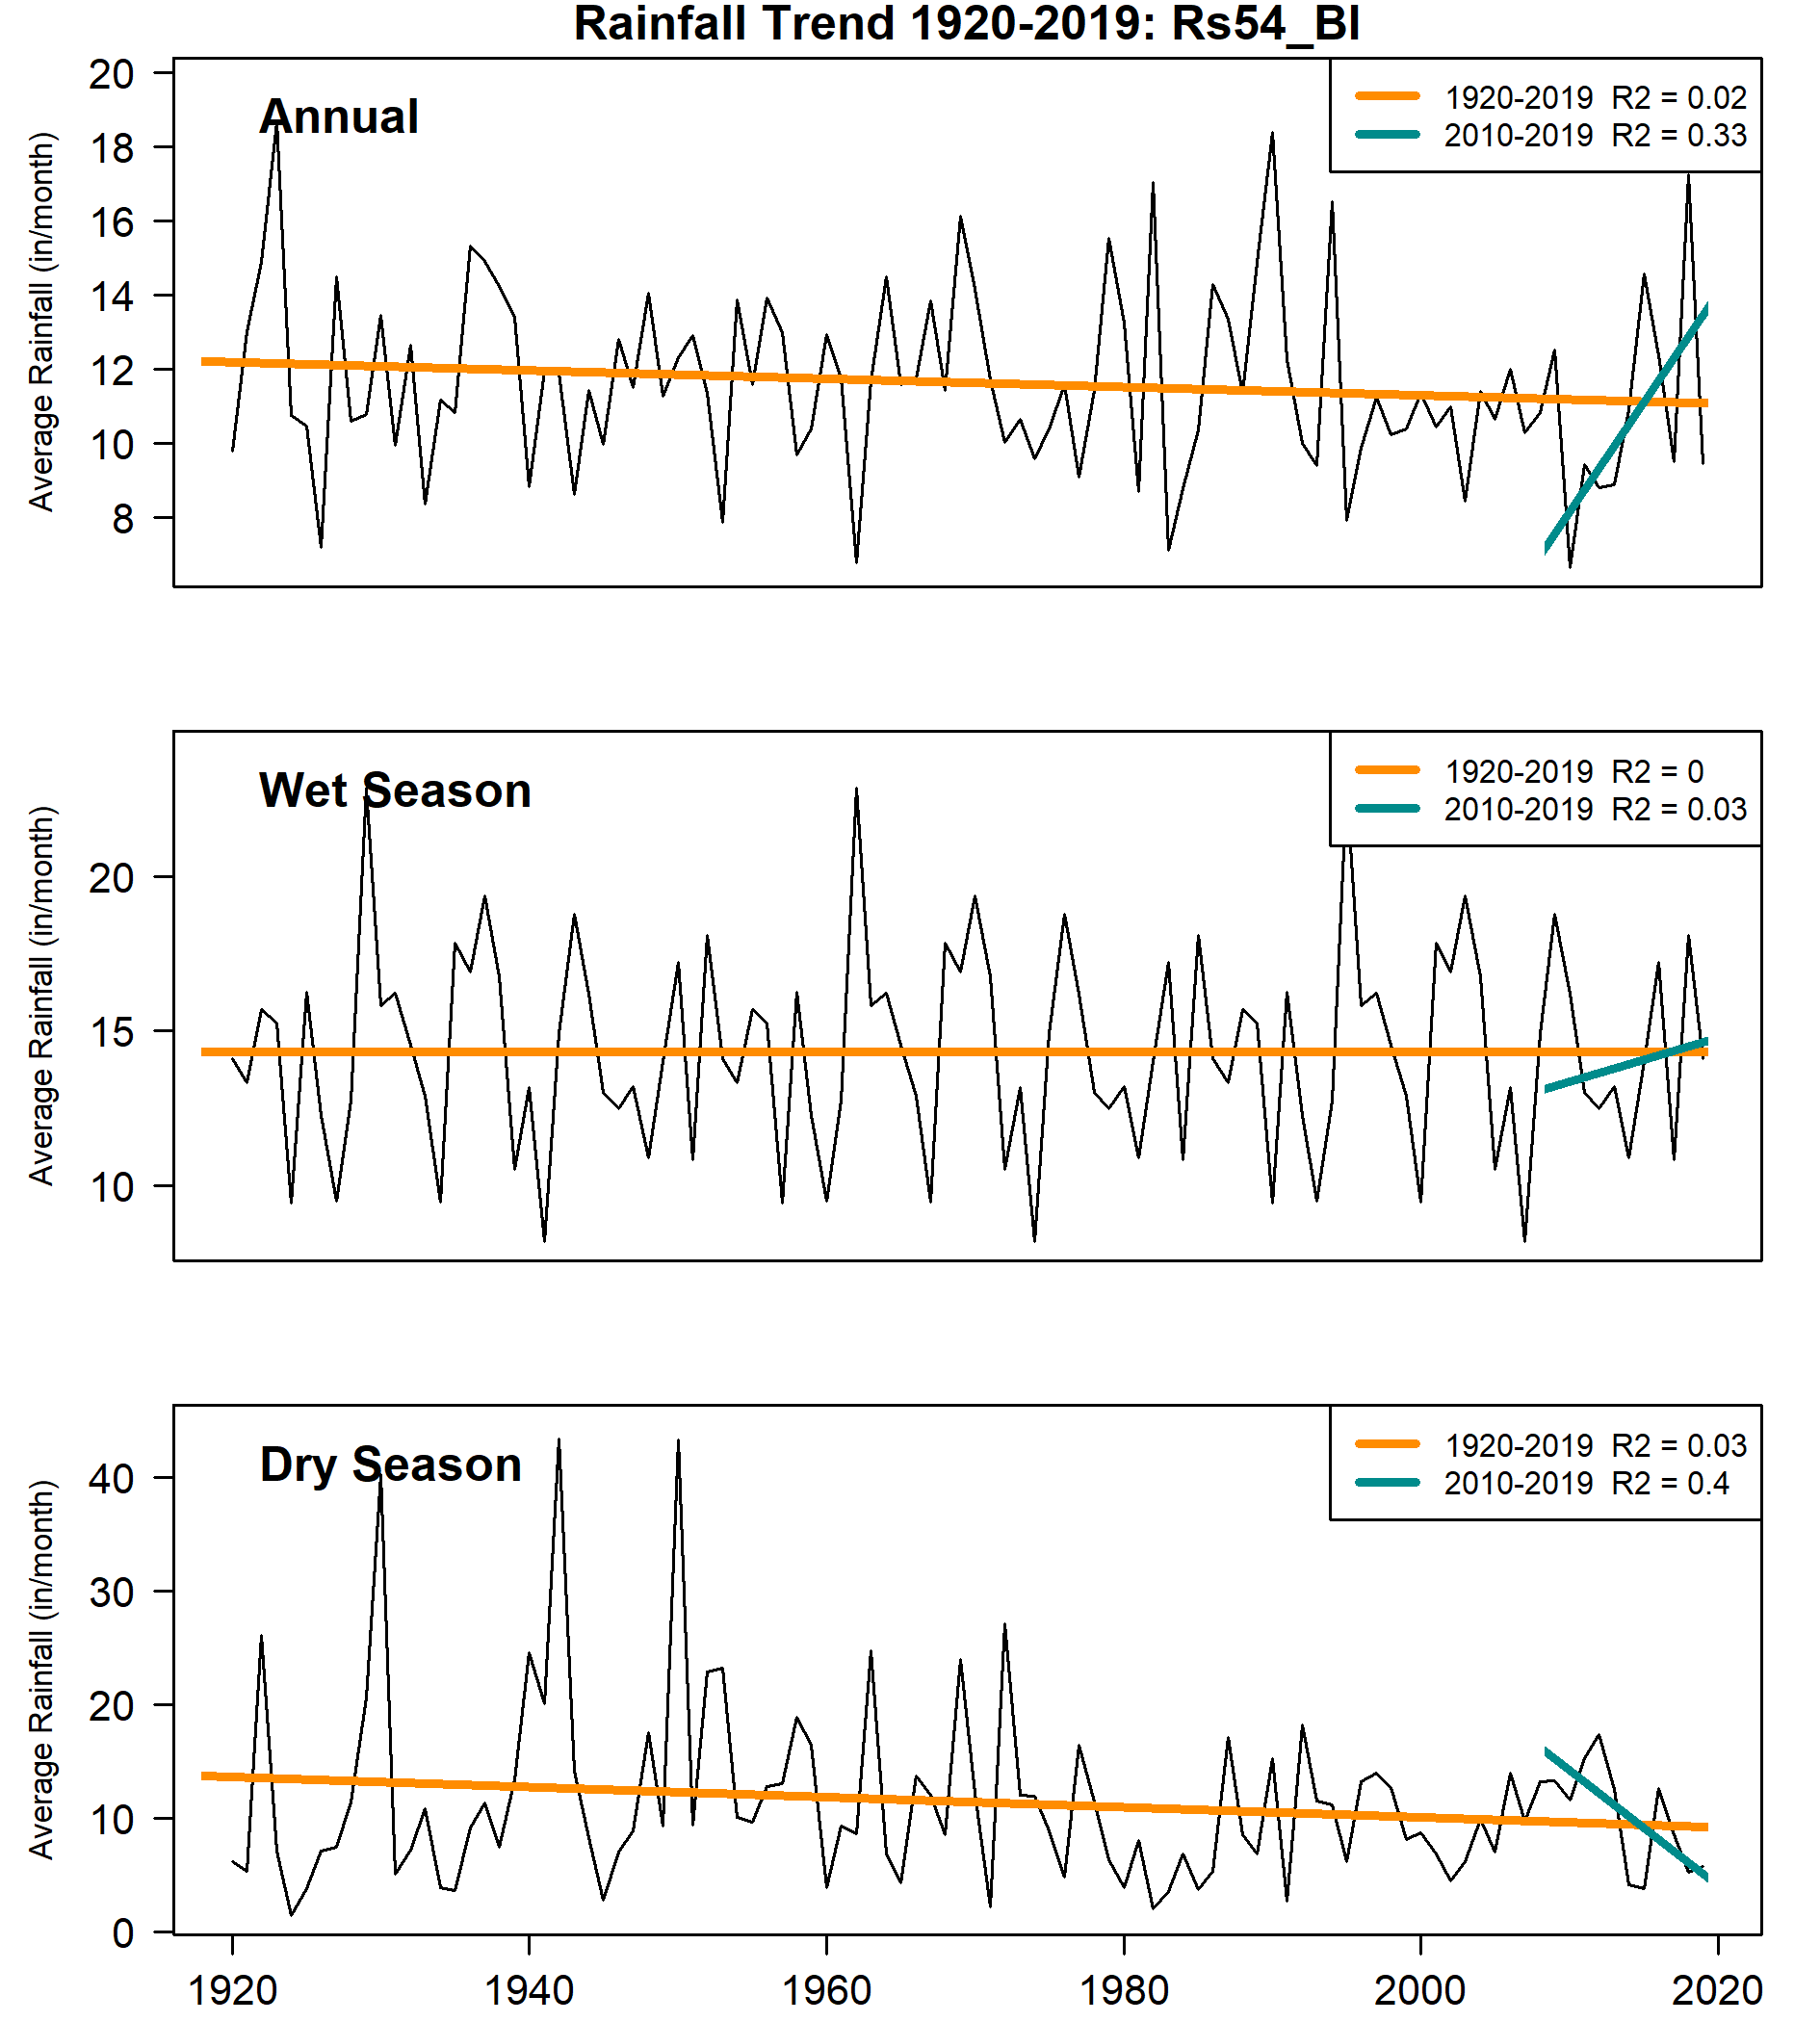 Rainfall Trend 1920-2019: Rs54_BI
Annual
1920-2019 R2 = 0.02
2010-2019 R2 = 0.33
Average Rainfall (in/month)
20
18
16
14
12
10
8
Wet Season
1920-2019 R2 = 0
2010-2019 R2 = 0.03
Average Rainfall (in/month)
20
15
10
Dry Season
1920-2019 R2 = 0.03
2010-2019 R2 = 0.4
Average Rainfall (in/month)
40
30
20
10
0
1920 1940 1960 1980 2000 2020